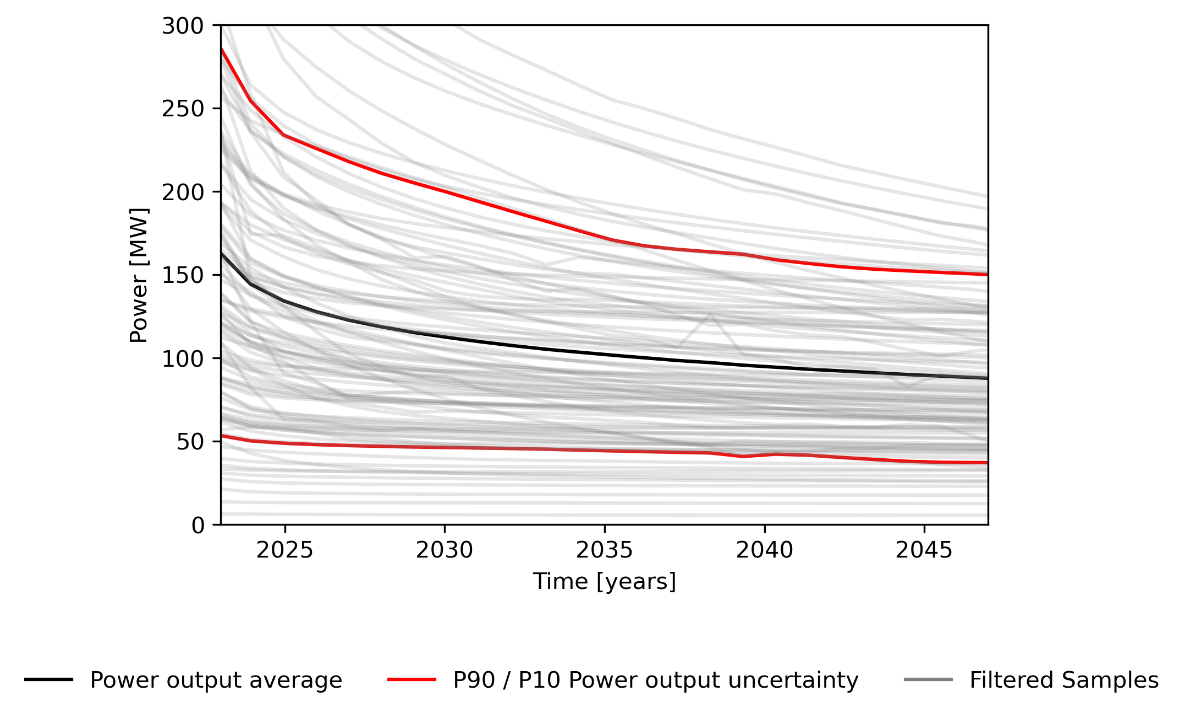 300
250
200
150
100
50
0
Power [MW]
2025 2030 2035 2040 2045
Time [years]
Power output average P90 / P10 Power output uncertainty Filtered Samples